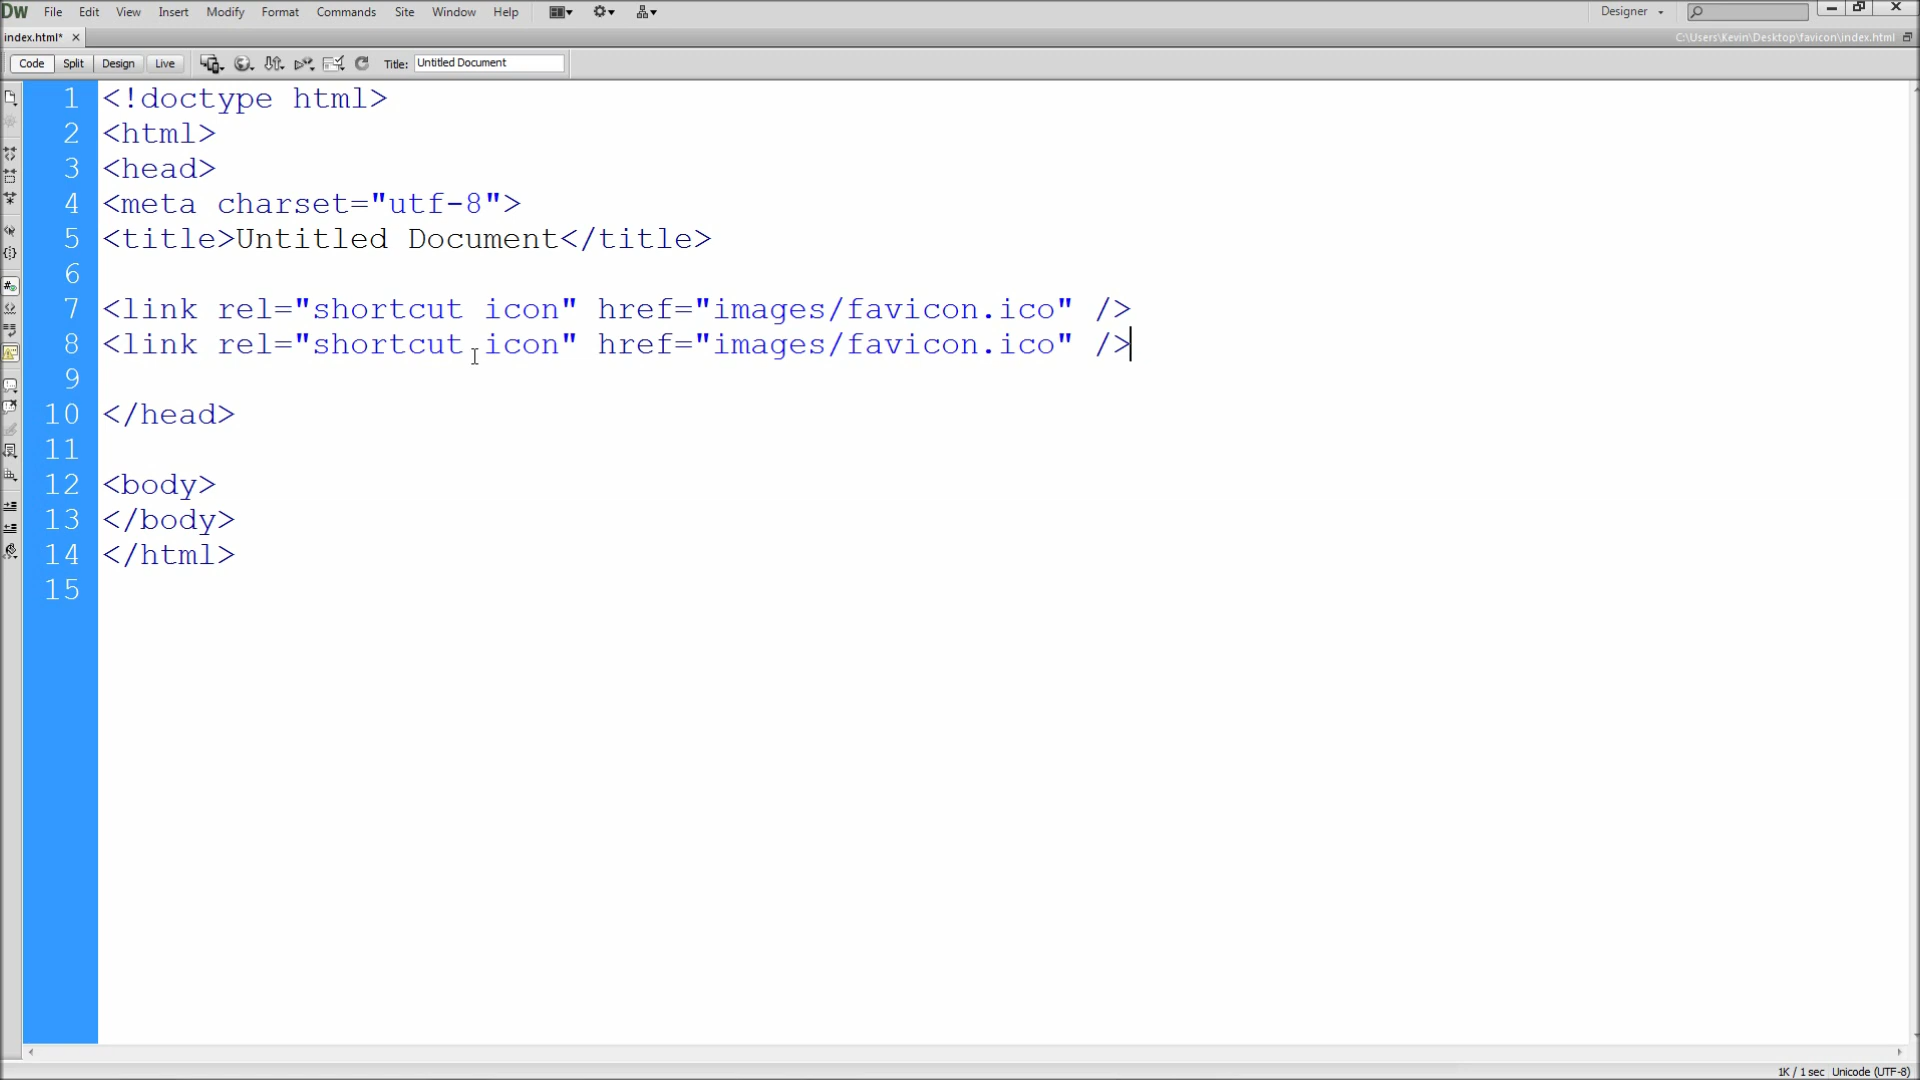 DW File Edit View Insert Modify Format Commands Site Window Help Designer
index.html* × C:\Users\Kevin\Desktop\favicon\index.html
Code Split Design Live Title: Untitled Document
1 <!doctype html>
2 <html>
3 <head>
4 <meta charset="utf-8">
5 <title>Untitled Document</title>
6
7 <link rel="shortcut icon" href="images/favicon.ico" />
8 <link rel="shortcut icon" href="images/favicon.ico" />
9
10 </head>
11
12 <body>
13 </body>
14 </html>
15
1K / 1 sec Unicode (UTF-8)